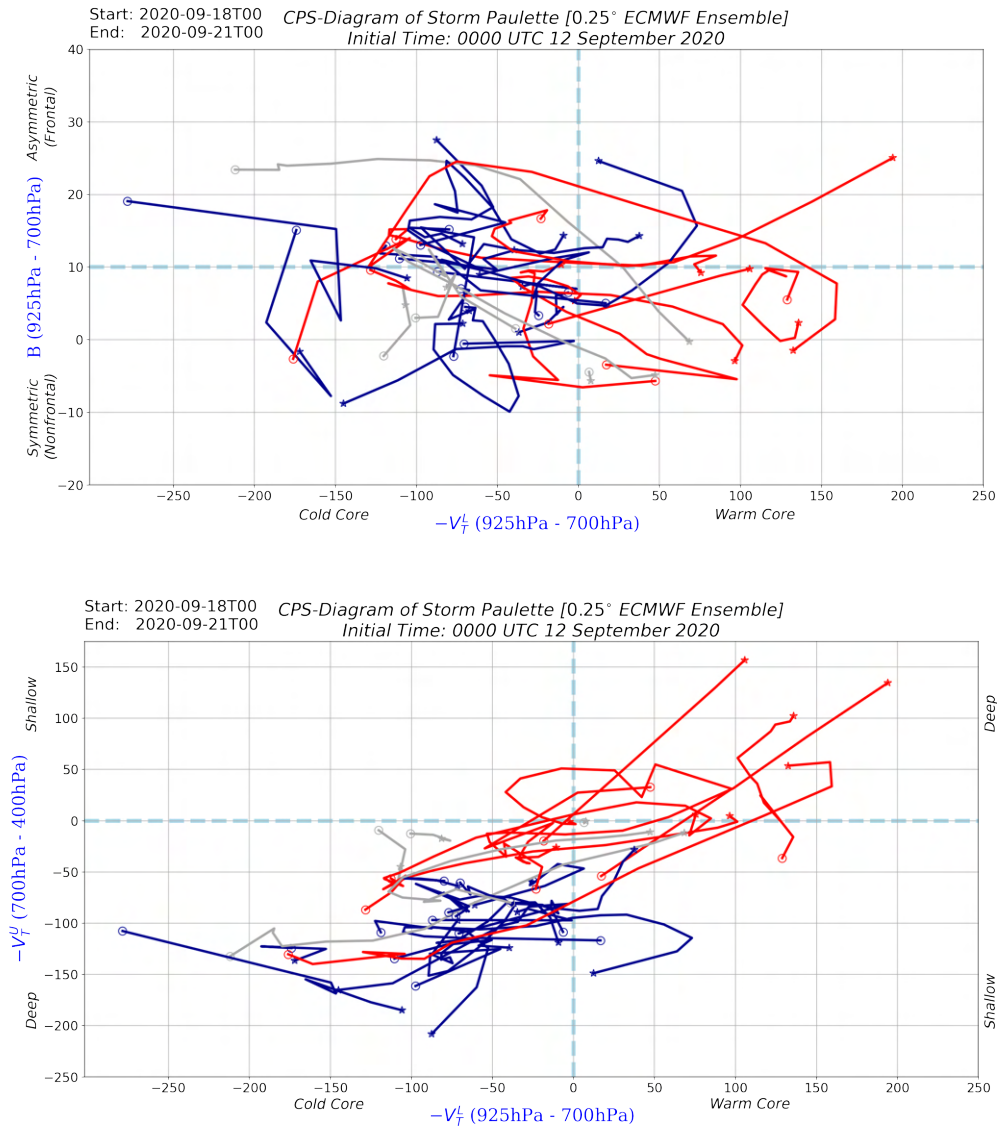 Start: 2020-09-18T00
End: 2020-09-21T00
CPS-Diagram of Storm Paulette [0.25° ECMWF Ensemble]
Initial Time: 0000 UTC 12 September 2020
40
30
20
10
0
−10
−20
Asymmetric
(Frontal)
B (925hPa - 700hPa)
Symmetric
(Nonfrontal)
−250 −200 −150 −100 −50 0 50 100 150 200 250
Cold Core
Warm Core
−V_T^L (925hPa - 700hPa)
Start: 2020-09-18T00
End: 2020-09-21T00
CPS-Diagram of Storm Paulette [0.25° ECMWF Ensemble]
Initial Time: 0000 UTC 12 September 2020
150
100
50
0
−50
−100
−150
−200
−250
Shallow
−V_T^U (700hPa - 400hPa)
Deep
Deep
Shallow
−250 −200 −150 −100 −50 0 50 100 150 200 250
Cold Core
Warm Core
−V_T^L (925hPa - 700hPa)